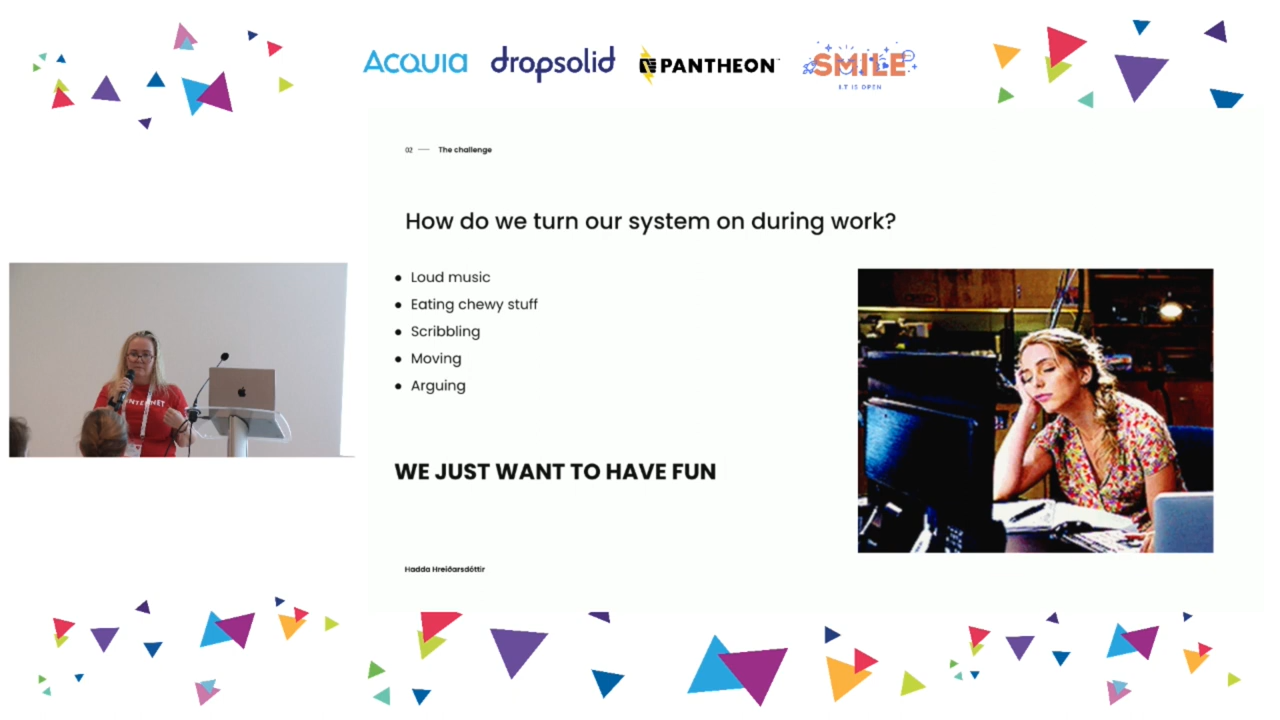 Acquia
dropsolid
PANTHEON
SMILE
I.T IS OPEN
02 — The challenge
How do we turn our system on during work?
● Loud music
● Eating chewy stuff
● Scribbling
● Moving
● Arguing
WE JUST WANT TO HAVE FUN
Hadda Hreiðarsdóttir
INTERNET